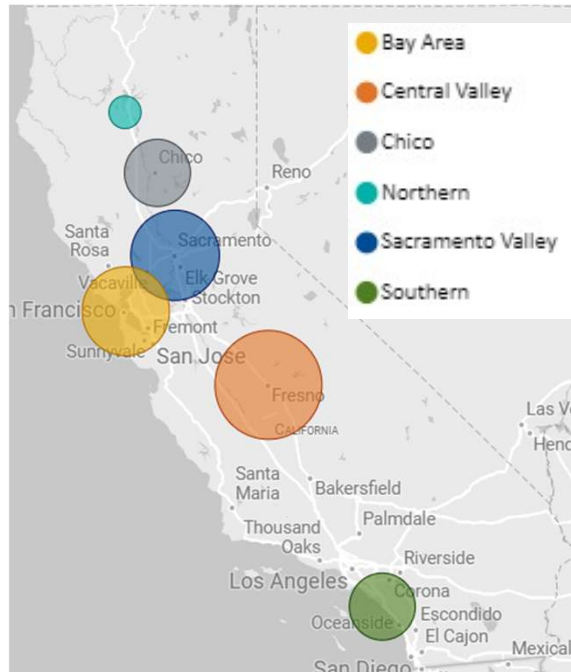 Bay Area
Central Valley
Chico
Northern
Sacramento Valley
Southern
Chico
Reno
Santa
Rosa
Sacramento
Vacaville
Elk Grove
Stockton
n Francisco
Fremont
Sunnyvale
San Jose
Fresno
CALIFORNIA
Las V
Hend
Santa
Maria
Bakersfield
Thousand
Oaks
Palmdale
Los Angeles
Riverside
Corona
Oceanside
Escondido
El Cajon
San Diego
Mexical